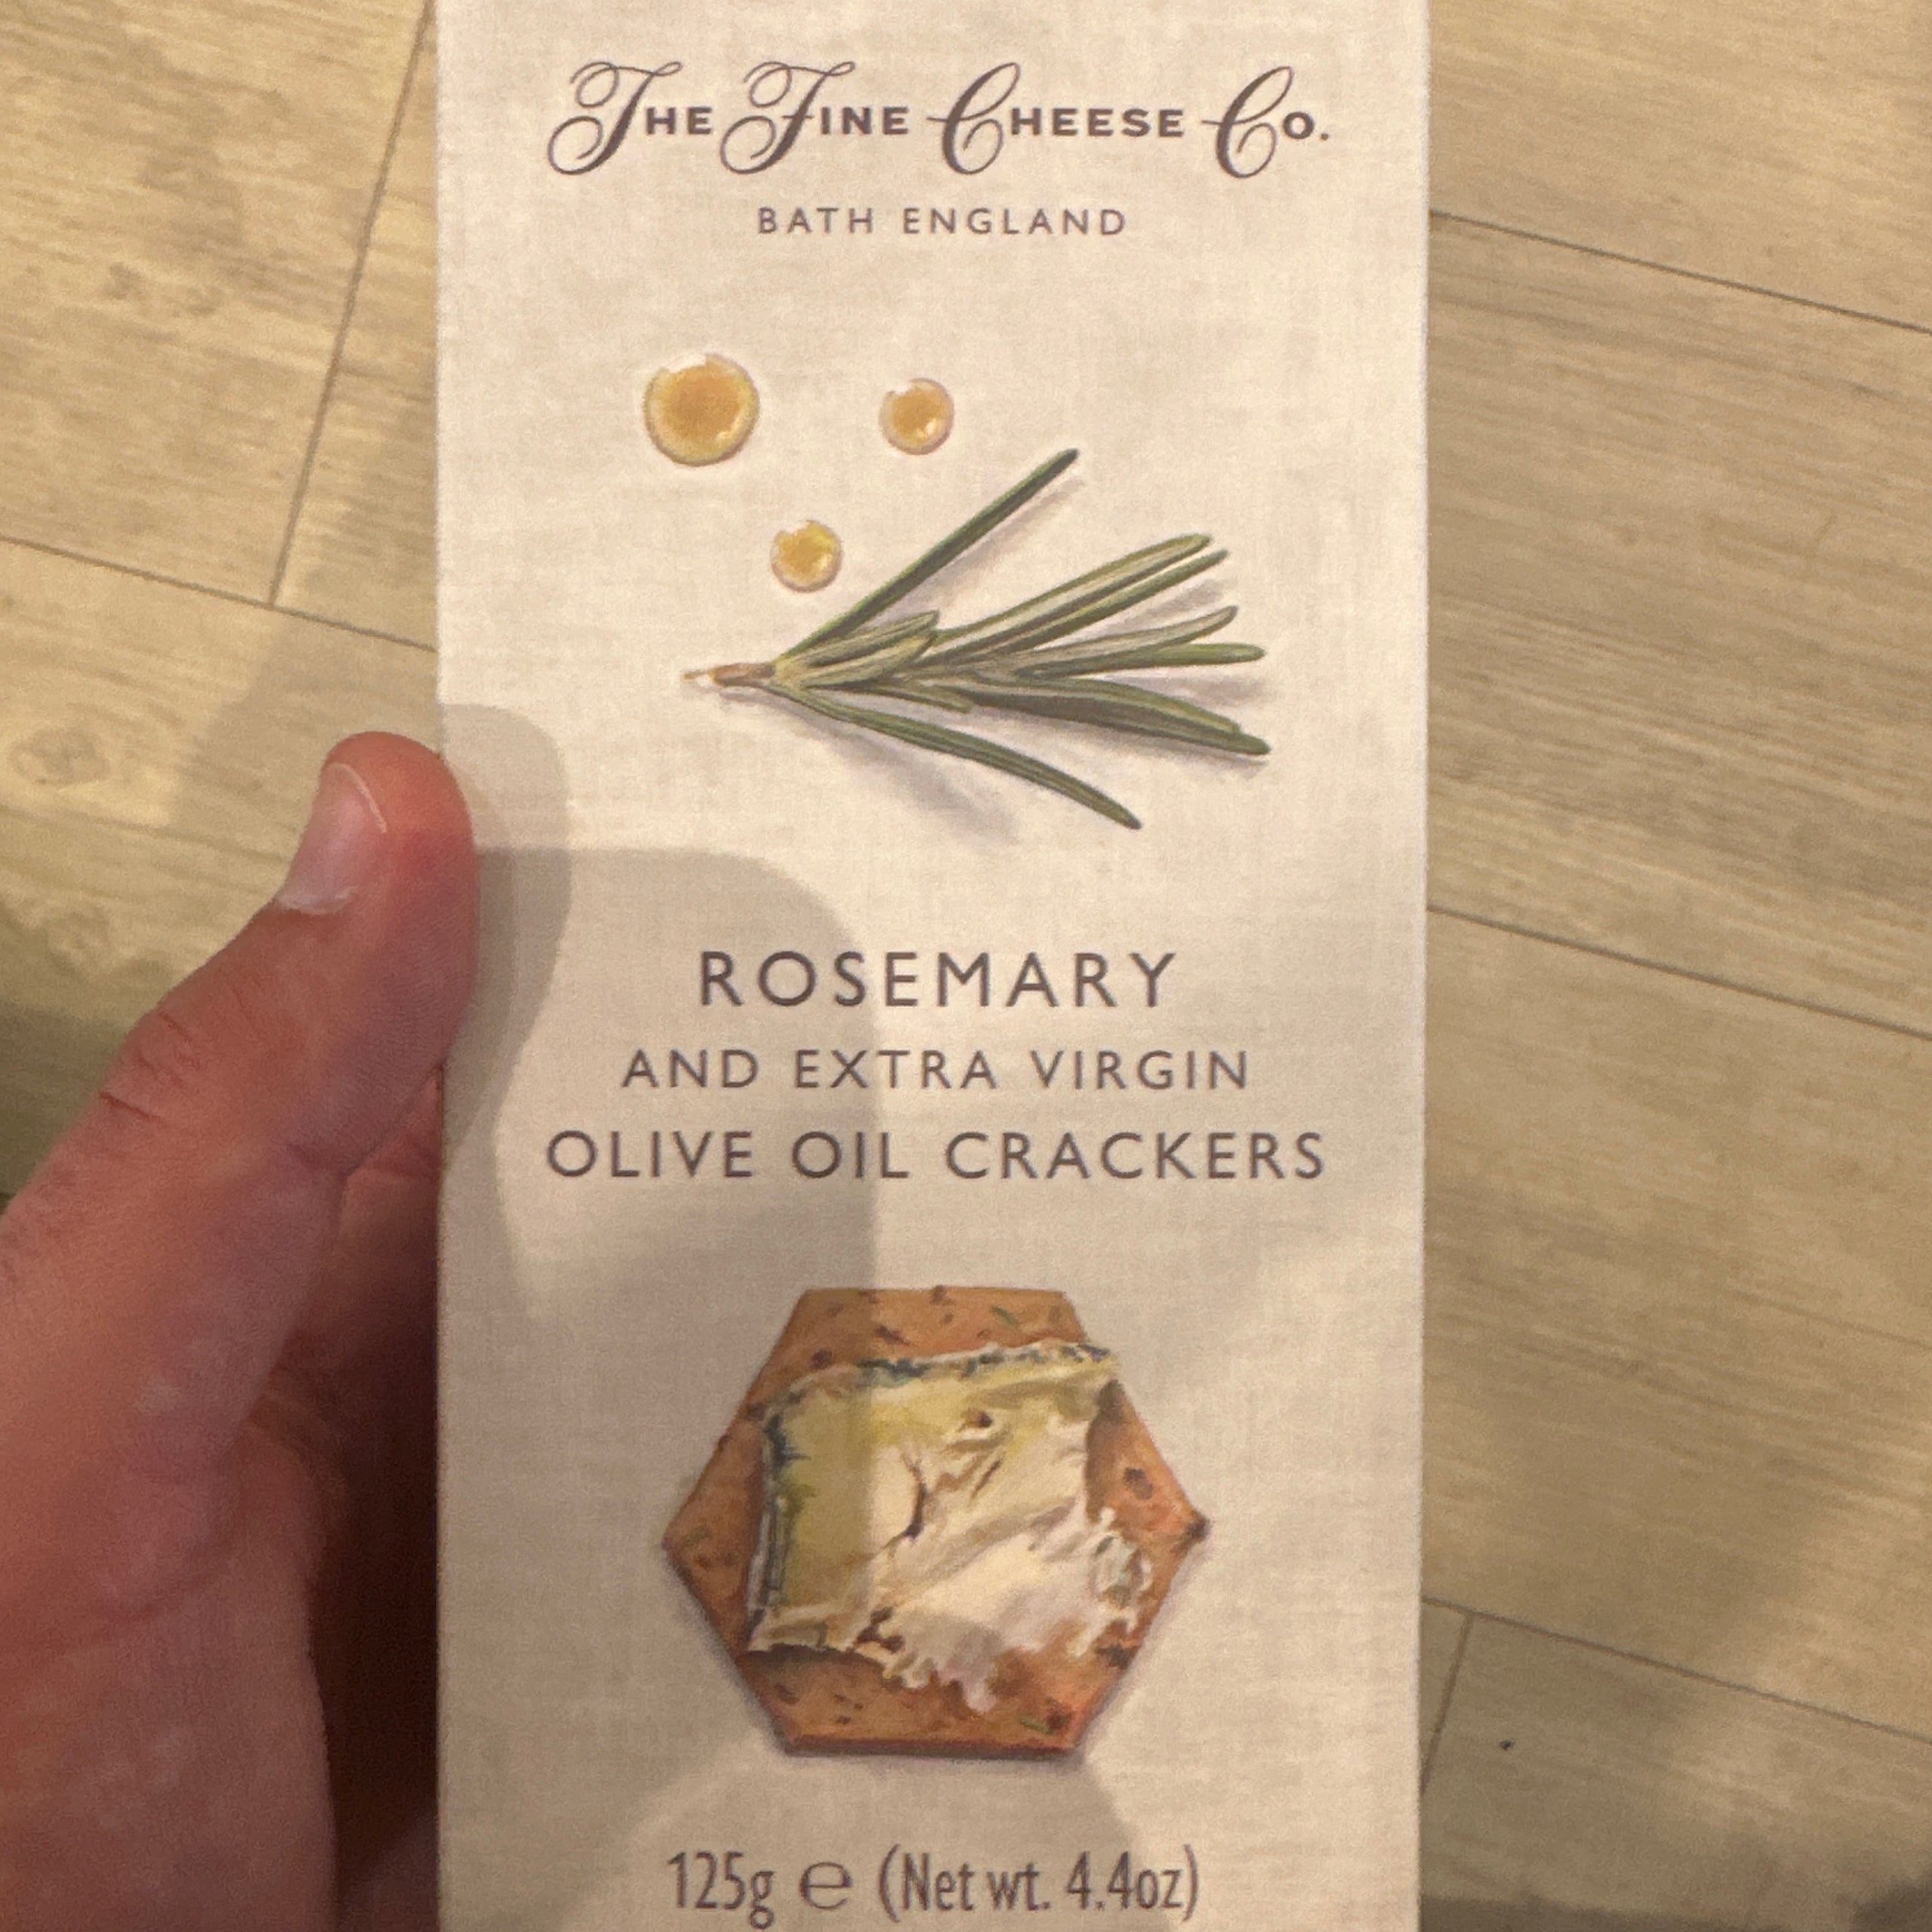 THE FINE CHEESE CO.
BATH ENGLAND
ROSEMARY
AND EXTRA VIRGIN
OLIVE OIL CRACKERS
125g ℮ (Net wt. 4.4oz)